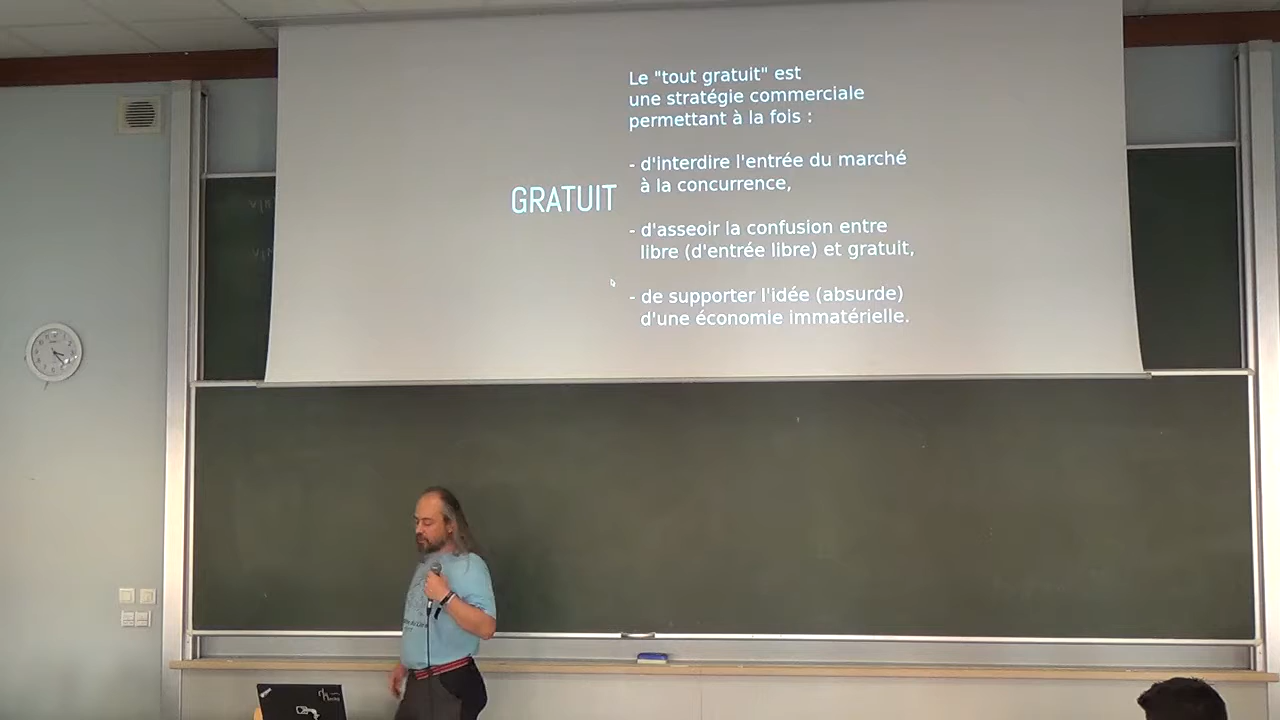 Le "tout gratuit" est
une stratégie commerciale
permettant à la fois :
- d'interdire l'entrée du marché
à la concurrence,
GRATUIT
- d'asseoir la confusion entre
libre (d'entrée libre) et gratuit,
- de supporter l'idée (absurde)
d'une économie immatérielle.